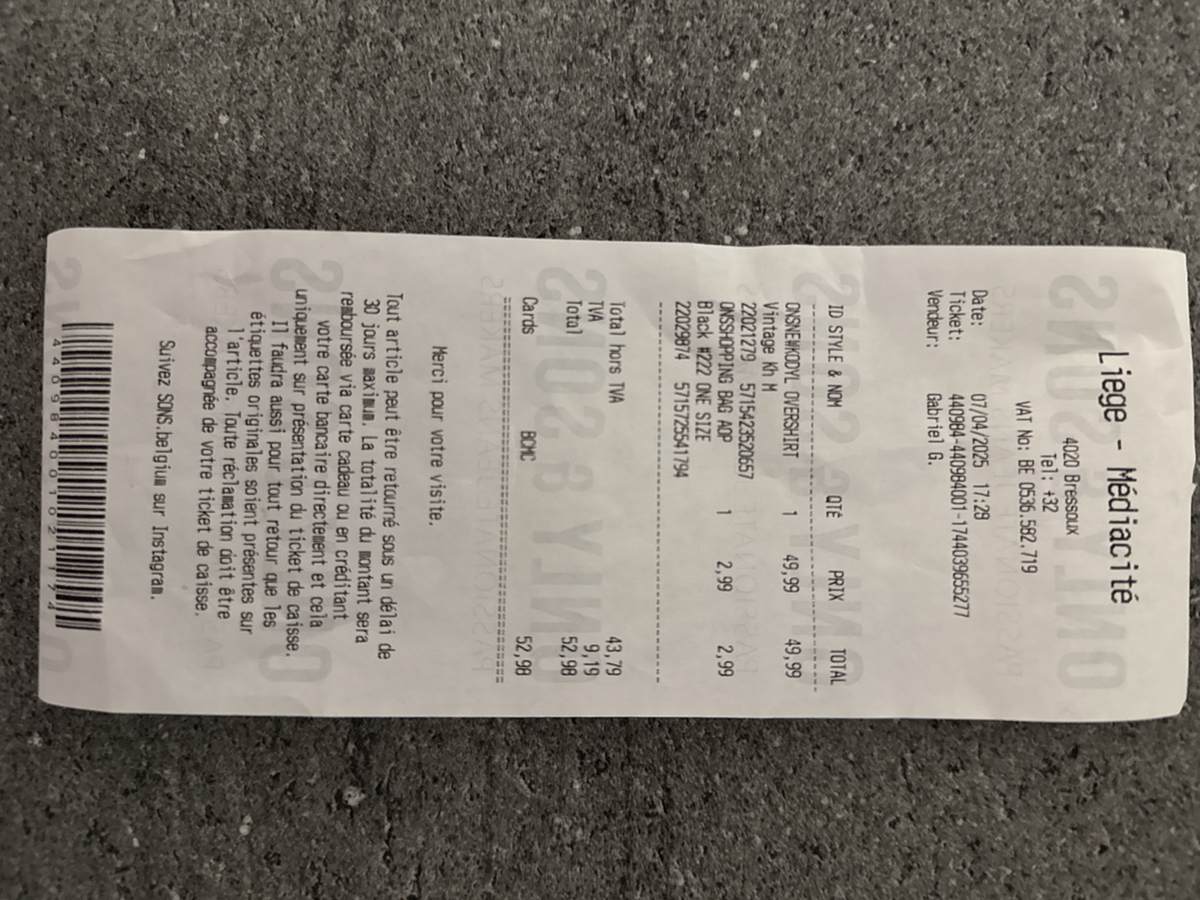 Liege - Médiacité
4020 Bressoux
Tel: +32
VAT No: BE 0536.582.719
Date: 07/04/2025 17:29
Ticket: 440984-440984001-1744039655277
Vendeur: Gabriel G.
ID STYLE & NOM QTÉ PRIX TOTAL
ONSNEWKODYL OVERSHIRT 1 49,99 49,99
Vintage Kh M
22021279 5715423520657
ONSSHOPPING BAG AOP 1 2,99 2,99
Black #222 ONE SIZE
22029874 5715725541794
Total hors TVA 43,79
TVA 9,19
Total 52,98
Cards BCMC 52,98
Merci pour votre visite.
Tout article peut être retourné sous un délai de
30 jours maximum. La totalité du montant sera
remboursée via carte cadeau ou en créditant
votre carte bancaire directement et cela
uniquement sur présentation du ticket de caisse.
Il faudra aussi pour tout retour que les
étiquettes originales soient présentes sur
l'article. Toute réclamation doit être
accompagnée de votre ticket de caisse.
Suivez SONS.belgium sur Instagram.